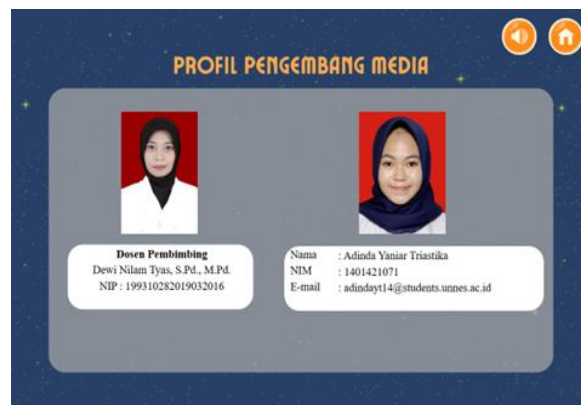 PROFIL PENGEMBANG MEDIA
Dosen Pembimbing
Dewi Nilam Tyas, S.Pd., M.Pd.
NIP : 199310282019032016
Nama : Adinda Yaniar Triastika
NIM : 1401421071
E-mail : adindayt14@students.unnes.ac.id